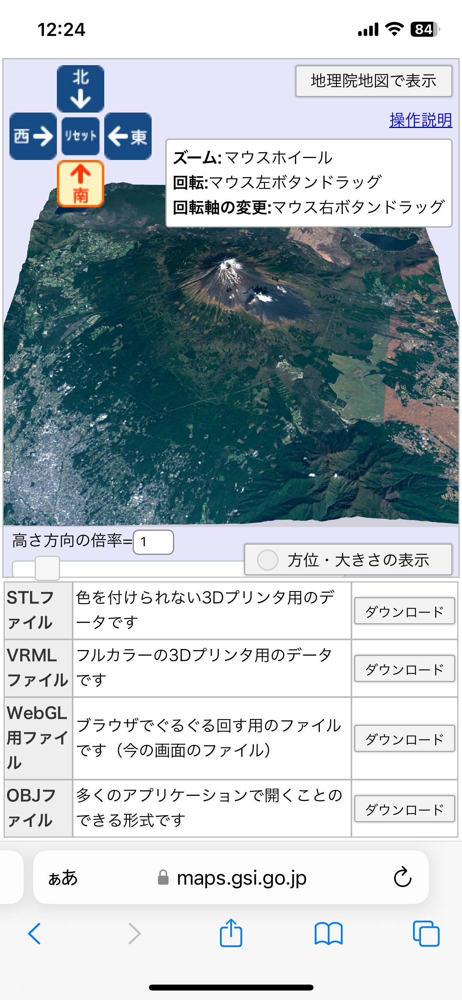 12:24
84
北
西
リセット
東
南
地理院地図で表示
操作説明
ズーム:マウスホイール
回転:マウス左ボタンドラッグ
回転軸の変更:マウス右ボタンドラッグ
高さ方向の倍率=1
方位・大きさの表示
STLフ
ァイル
色を付けられない3Dプリンタ用のデ
ータです
ダウンロード
VRML
ファイル
フルカラーの3Dプリンタ用のデータ
です
ダウンロード
WebGL
用ファイ
ル
ブラウザでぐるぐる回す用のファイル
です（今の画面のファイル）
ダウンロード
OBJフ
ァイル
多くのアプリケーションで開くことの
できる形式です
ダウンロード
ぁあ
maps.gsi.go.jp